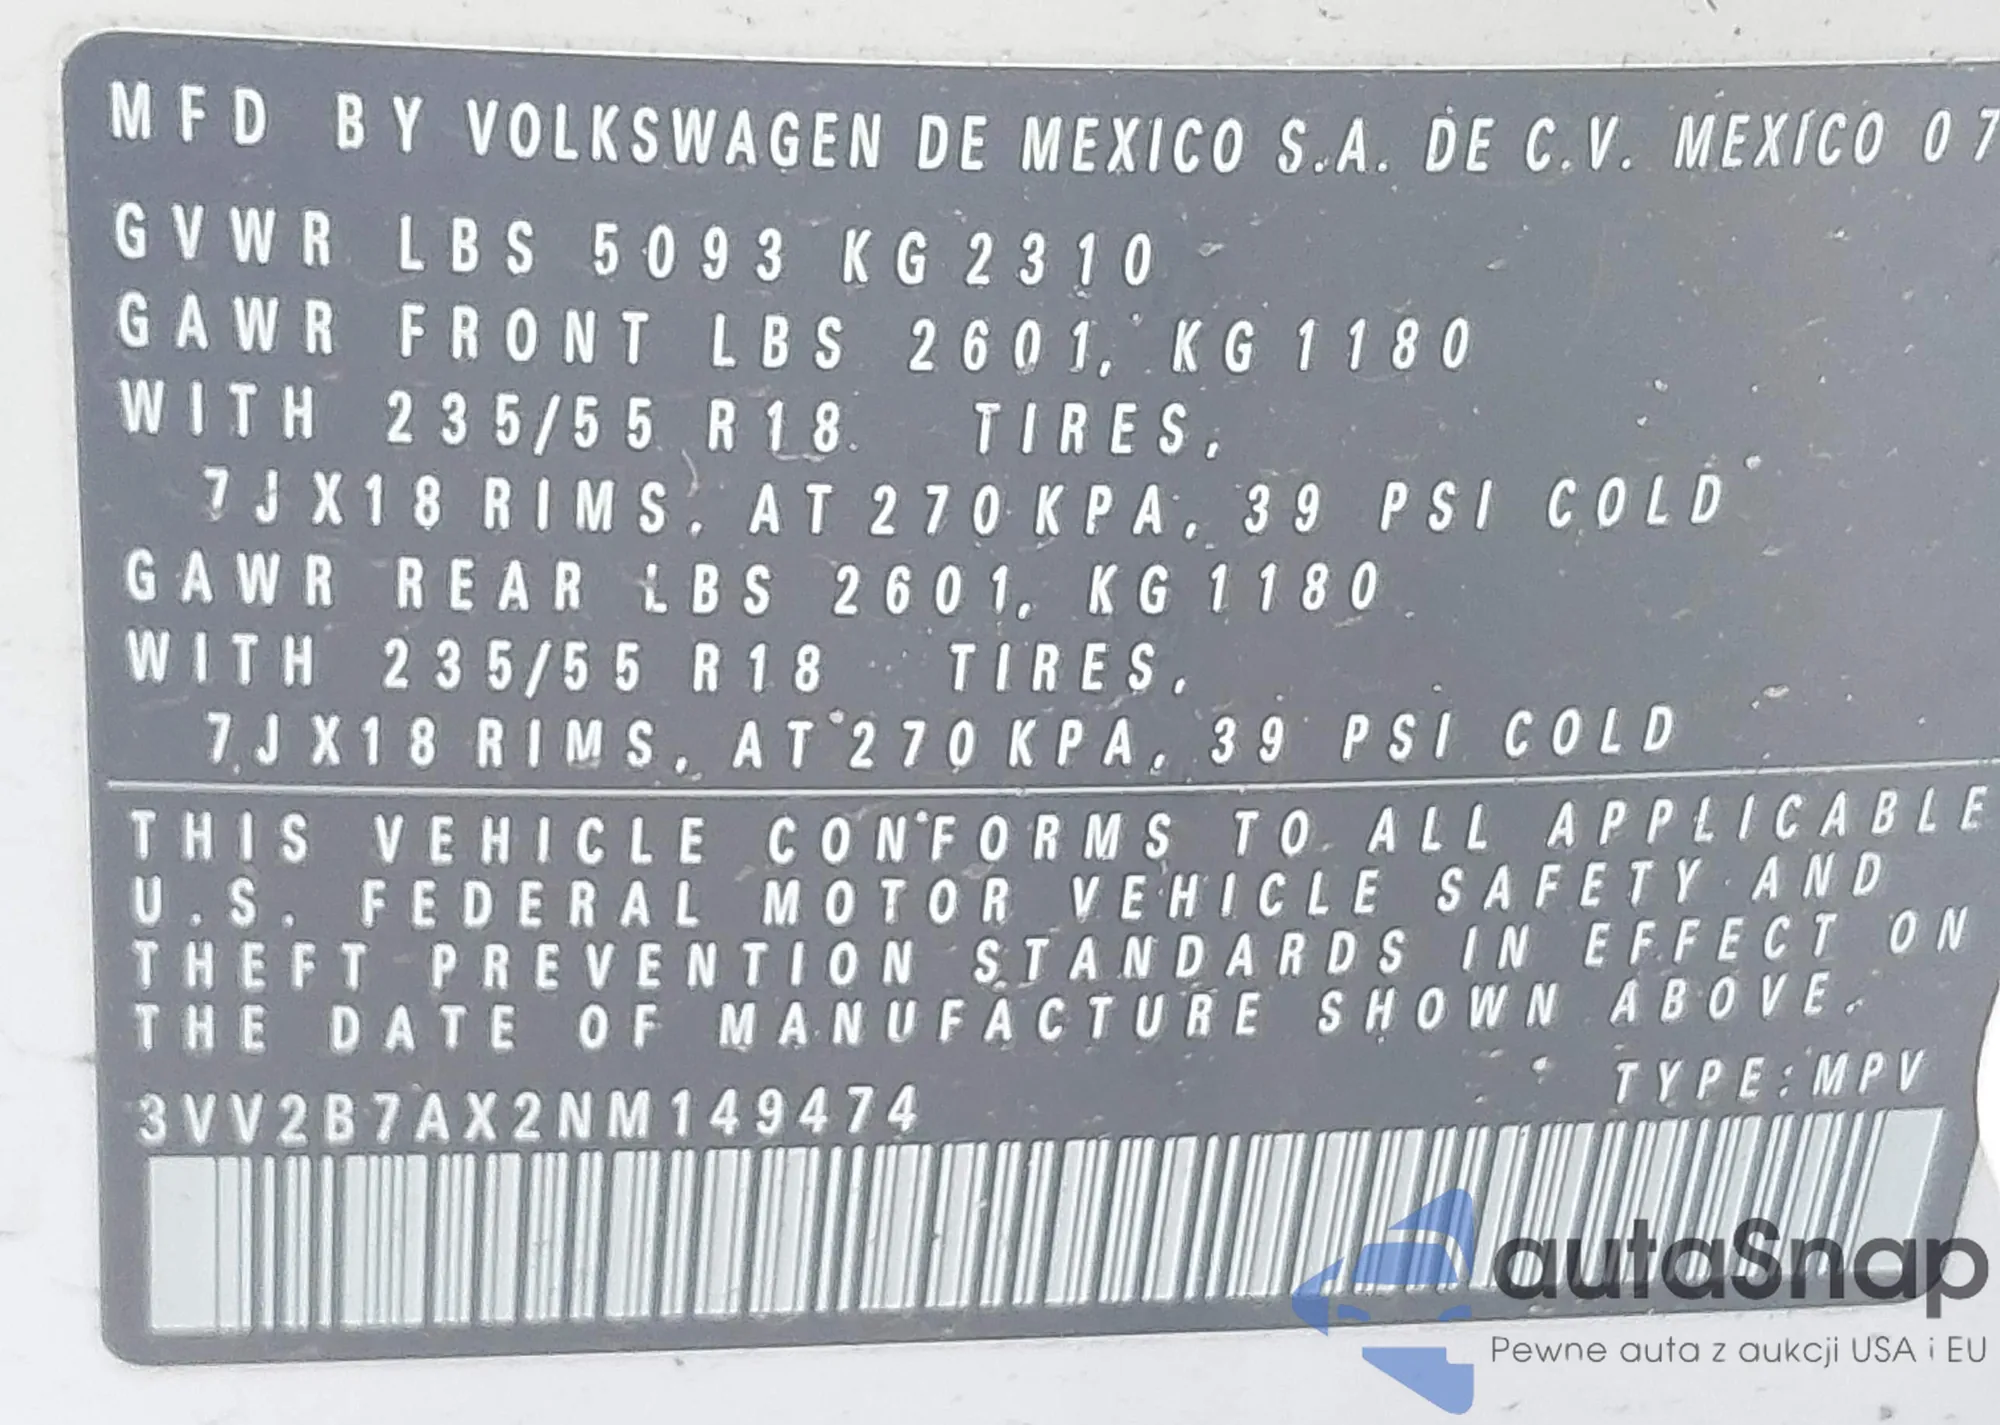 MFD BY VOLKSWAGEN DE MEXICO S.A. DE C.V. MEXICO 07
GVWR LBS 5093 KG 2310
GAWR FRONT LBS 2601, KG 1180
WITH 235/55 R18 TIRES,
7JX18 RIMS, AT 270 KPA, 39 PSI COLD
GAWR REAR LBS 2601, KG 1180
WITH 235/55 R18 TIRES,
7JX18 RIMS, AT 270 KPA, 39 PSI COLD
THIS VEHICLE CONFORMS TO ALL APPLICABLE
U.S. FEDERAL MOTOR VEHICLE SAFETY AND
THEFT PREVENTION STANDARDS IN EFFECT ON
THE DATE OF MANUFACTURE SHOWN ABOVE.
TYPE: MPV
3VV2B7AX2NM149474
autaSnap
Pewne auta z aukcji USA i EU